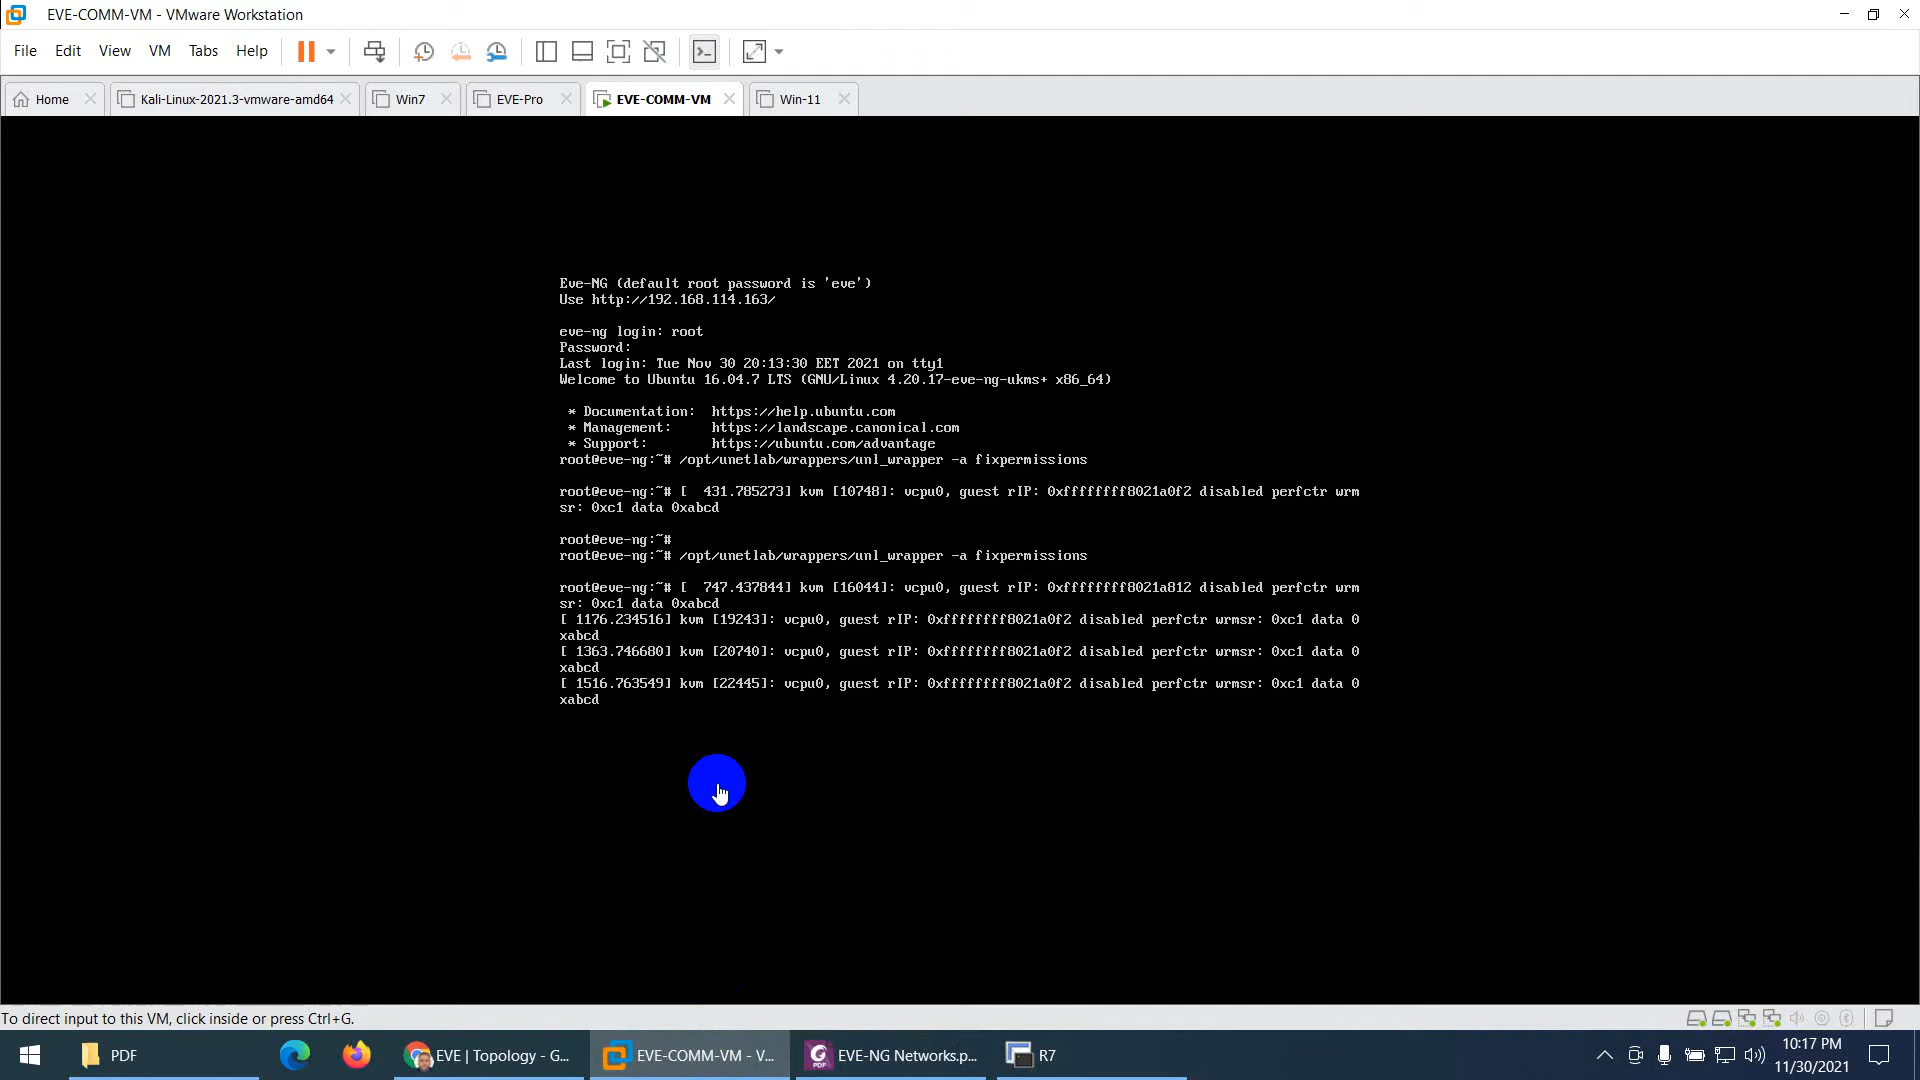 EVE-COMM-VM - VMware Workstation
File Edit View VM Tabs Help
Home Kali-Linux-2021.3-vmware-amd64 Win7 EVE-Pro EVE-COMM-VM Win-11
Eve-NG (default root password is 'eve')
Use http://192.168.114.163/
eve-ng login: root
Password:
Last login: Tue Nov 30 20:13:30 EET 2021 on tty1
Welcome to Ubuntu 16.04.7 LTS (GNU/Linux 4.20.17-eve-ng-ukms+ x86_64)
* Documentation: https://help.ubuntu.com
* Management: https://landscape.canonical.com
* Support: https://ubuntu.com/advantage
root@eve-ng:~# /opt/unetlab/wrappers/unl_wrapper -a fixpermissions
root@eve-ng:~# [ 431.785273] kvm [10748]: vcpu0, guest rIP: 0xffffffff8021a0f2 disabled perfctr wrm
sr: 0xc1 data 0xabcd
root@eve-ng:~#
root@eve-ng:~# /opt/unetlab/wrappers/unl_wrapper -a fixpermissions
root@eve-ng:~# [ 747.437844] kvm [16044]: vcpu0, guest rIP: 0xffffffff8021a812 disabled perfctr wrm
sr: 0xc1 data 0xabcd
[ 1176.234516] kvm [19243]: vcpu0, guest rIP: 0xffffffff8021a0f2 disabled perfctr wrmsr: 0xc1 data 0
xabcd
[ 1363.746680] kvm [20740]: vcpu0, guest rIP: 0xffffffff8021a0f2 disabled perfctr wrmsr: 0xc1 data 0
xabcd
[ 1516.763549] kvm [22445]: vcpu0, guest rIP: 0xffffffff8021a0f2 disabled perfctr wrmsr: 0xc1 data 0
xabcd
To direct input to this VM, click inside or press Ctrl+G.
PDF EVE | Topology - G... EVE-COMM-VM - V... EVE-NG Networks.p... R7 10:17 PM
11/30/2021